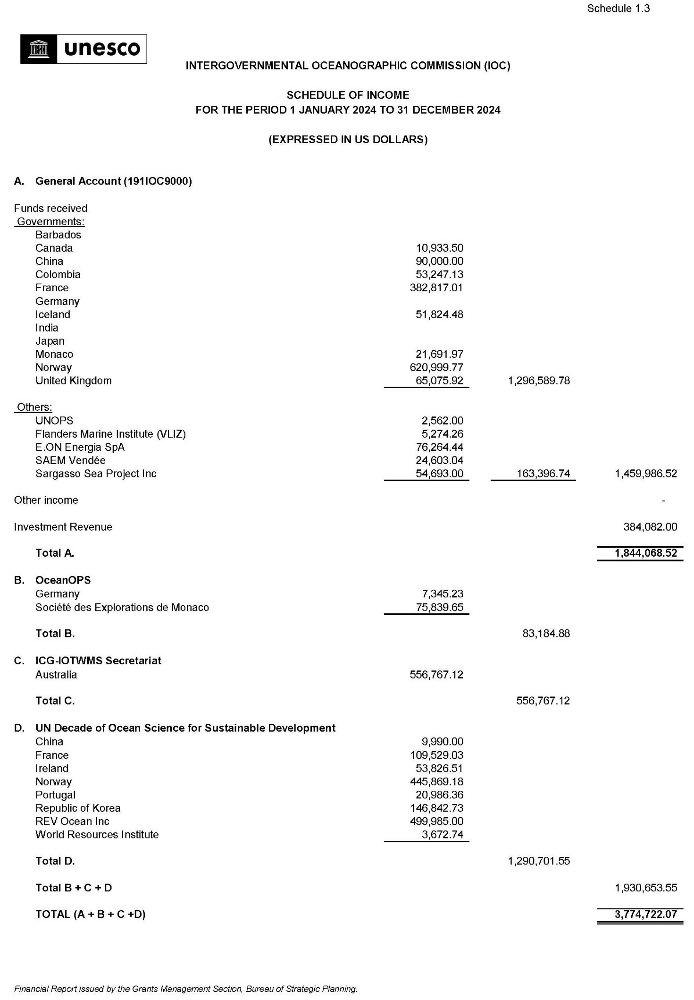 Schedule 1.3
unesco
INTERGOVERNMENTAL OCEANOGRAPHIC COMMISSION (IOC)
SCHEDULE OF INCOME
FOR THE PERIOD 1 JANUARY 2024 TO 31 DECEMBER 2024
(EXPRESSED IN US DOLLARS)
A. General Account (191IOC9000)
Funds received
Governments:
Barbados
Canada 10,933.50
China 90,000.00
Colombia 53,247.13
France 382,817.01
Germany
Iceland 51,824.48
India
Japan
Monaco 21,691.97
Norway 620,999.77
United Kingdom 65,075.92 1,296,589.78
Others:
UNOPS 2,562.00
Flanders Marine Institute (VLIZ) 5,274.26
E.ON Energia SpA 76,264.44
SAEM Vendée 24,603.04
Sargasso Sea Project Inc 54,693.00 163,396.74 1,459,986.52
Other income -
Investment Revenue 384,082.00
Total A. 1,844,068.52
B. OceanOPS
Germany 7,345.23
Société des Explorations de Monaco 75,839.65
Total B. 83,184.88
C. ICG-IOTWMS Secretariat
Australia 556,767.12
Total C. 556,767.12
D. UN Decade of Ocean Science for Sustainable Development
China 9,990.00
France 109,529.03
Ireland 53,826.51
Norway 445,869.18
Portugal 20,986.36
Republic of Korea 146,842.73
REV Ocean Inc 499,985.00
World Resources Institute 3,672.74
Total D. 1,290,701.55
Total B + C + D 1,930,653.55
TOTAL (A + B + C +D) 3,774,722.07
Financial Report issued by the Grants Management Section, Bureau of Strategic Planning.